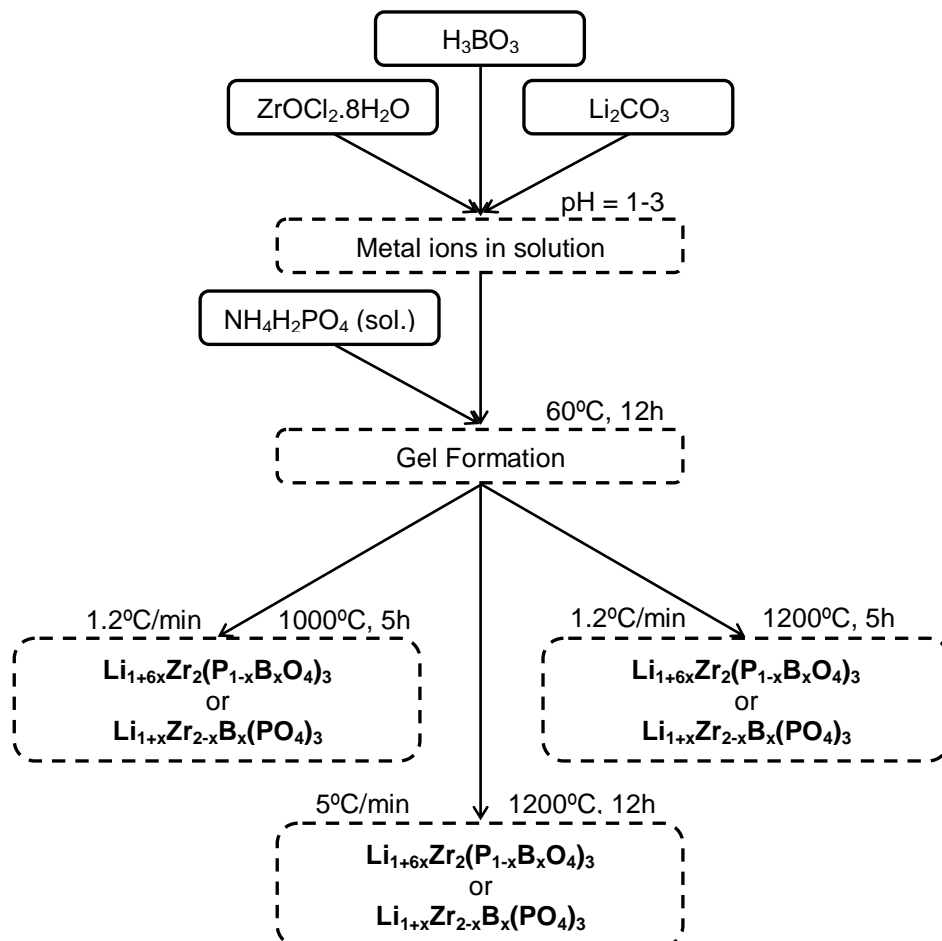 H₃BO₃
ZrOCl₂.8H₂O
Li₂CO₃
pH = 1-3
Metal ions in solution
NH₄H₂PO₄ (sol.)
60ºC, 12h
Gel Formation
1.2ºC/min
1000ºC, 5h
Li₁₊₆ₓZr₂(P₁₋ₓBₓO₄)₃
or
Li₁₊ₓZr₂₋ₓBₓ(PO₄)₃
1.2ºC/min
1200ºC, 5h
Li₁₊₆ₓZr₂(P₁₋ₓBₓO₄)₃
or
Li₁₊ₓZr₂₋ₓBₓ(PO₄)₃
5ºC/min
1200ºC, 12h
Li₁₊₆ₓZr₂(P₁₋ₓBₓO₄)₃
or
Li₁₊ₓZr₂₋ₓBₓ(PO₄)₃